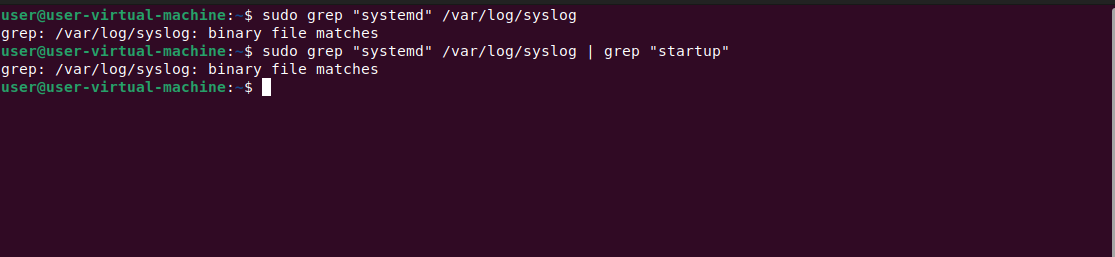 user@user-virtual-machine:~$ sudo grep "systemd" /var/log/syslog
grep: /var/log/syslog: binary file matches
user@user-virtual-machine:~$ sudo grep "systemd" /var/log/syslog | grep "startup"
grep: /var/log/syslog: binary file matches
user@user-virtual-machine:~$